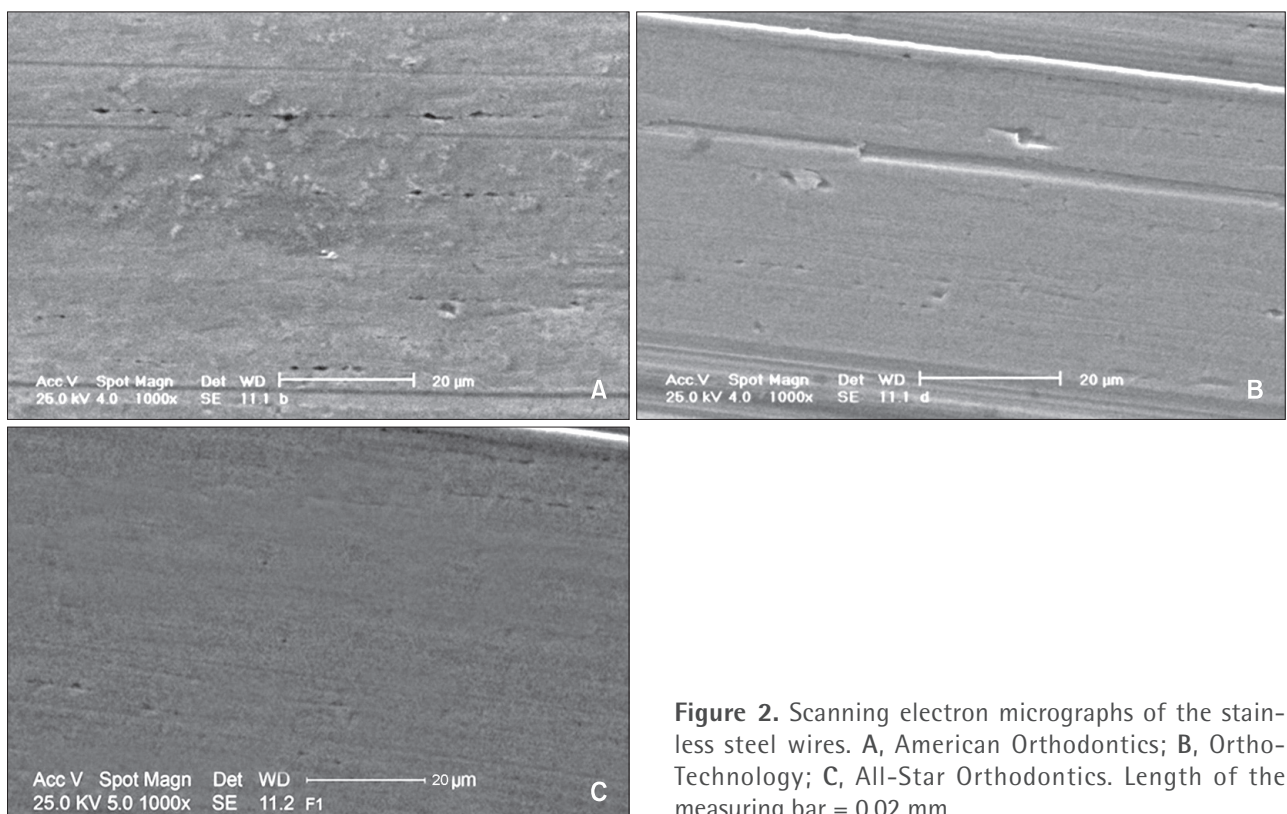 Acc.V Spot Magn Det WD 20 µm
25.0 kV 4.0 1000x SE 11.1 b
A
Acc.V Spot Magn Det WD 20 µm
25.0 kV 4.0 1000x SE 11.1 d
B
Acc V Spot Magn Det WD 20 µm
25.0 KV 5.0 1000x SE 11.2 F1
C
Figure 2. Scanning electron micrographs of the stain-
less steel wires. A, American Orthodontics; B, Ortho-
Technology; C, All-Star Orthodontics. Length of the
measuring bar = 0.02 mm